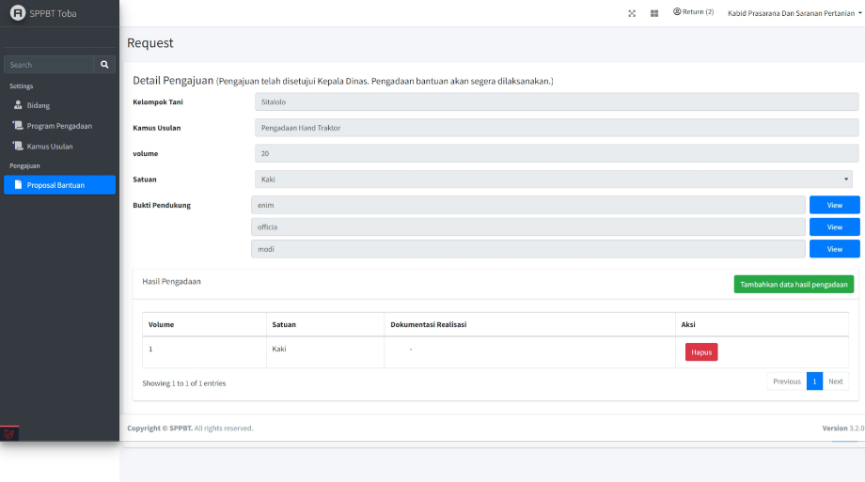 SPPBT Toba
Return (2)
Kabid Prasarana Dan Saranan Pertanian
Search
Settings
Bidang
Program Pengadaan
Kamus Usulan
Pengajuan
Proposal Bantuan
Request
Detail Pengajuan (Pengajuan telah disetujui Kepala Dinas. Pengadaan bantuan akan segera dilaksanakan.)
Kelompok Tani
Sitalolo
Kamus Usulan
Pengadaan Hand Traktor
volume
20
Satuan
Kaki
Bukti Pendukung
enim
View
officia
View
modi
View
Hasil Pengadaan
Tambahkan data hasil pengadaan
Volume Satuan Dokumentasi Realisasi Aksi
1 Kaki - Hapus
Showing 1 to 1 of 1 entries
Previous 1 Next
Copyright © SPPBT. All rights reserved.
Version 3.2.0